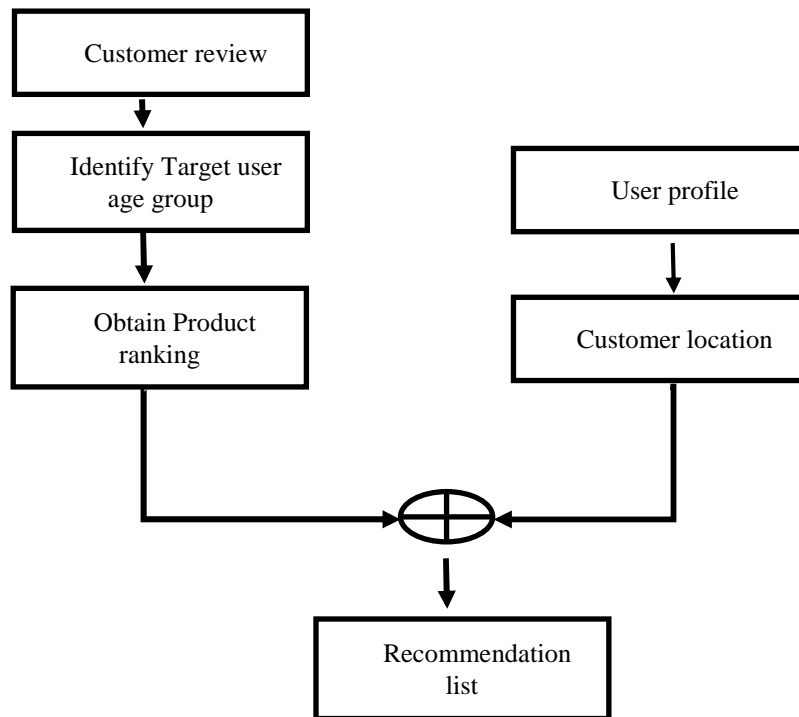 Customer review
Identify Target user
age group
Obtain Product
ranking
User profile
Customer location
Recommendation
list